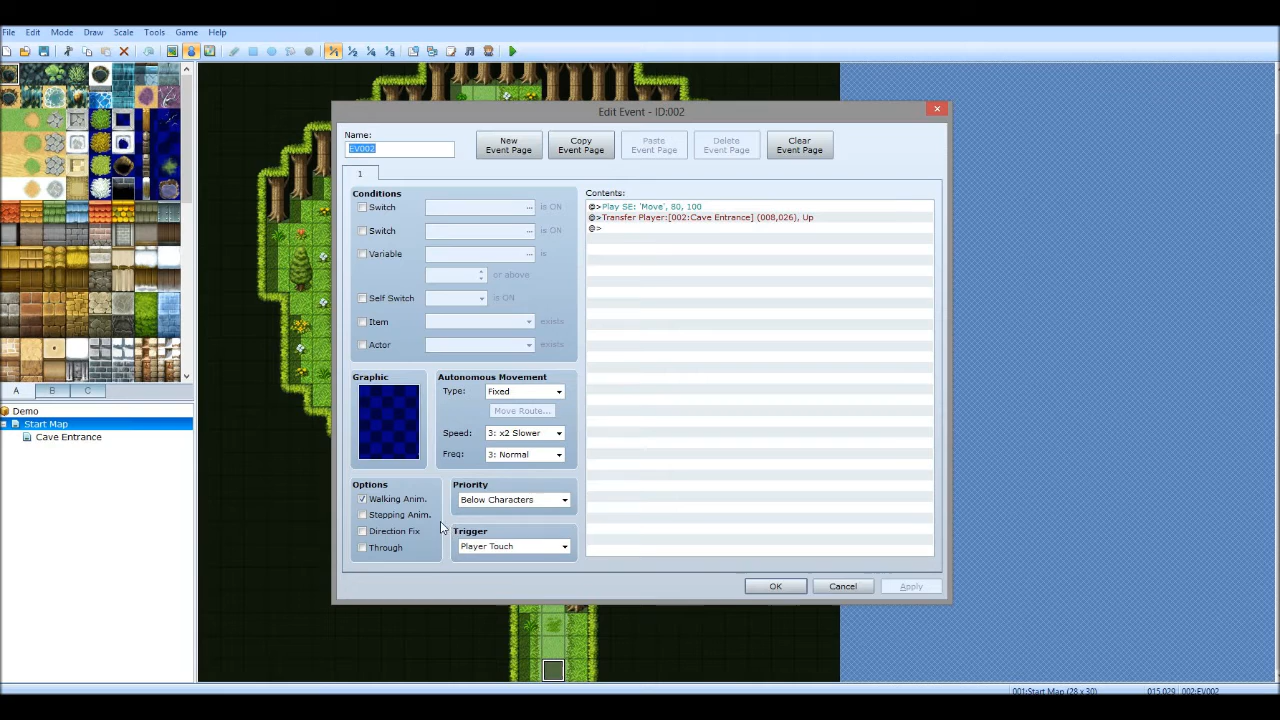 File Edit Mode Draw Scale Tools Game Help
Edit Event - ID:002
Name:
EV002
New Event Page
Copy Event Page
Paste Event Page
Delete Event Page
Clear Event Page
1
Conditions
Switch ... is ON
Switch ... is ON
Variable ... is
or above
Self Switch is ON
Item exists
Actor exists
Graphic
Autonomous Movement
Type: Fixed
Move Route...
Speed: 3: x2 Slower
Freq: 3: Normal
Options
Walking Anim.
Stepping Anim.
Direction Fix
Through
Priority
Below Characters
Trigger
Player Touch
Contents:
@>Play SE: 'Move', 80, 100
@>Transfer Player:[002:Cave Entrance] (008,026), Up
@>
OK Cancel Apply
A B C
Demo
Start Map
Cave Entrance
001:Start Map (28 x 30) 015,029 002:EV002